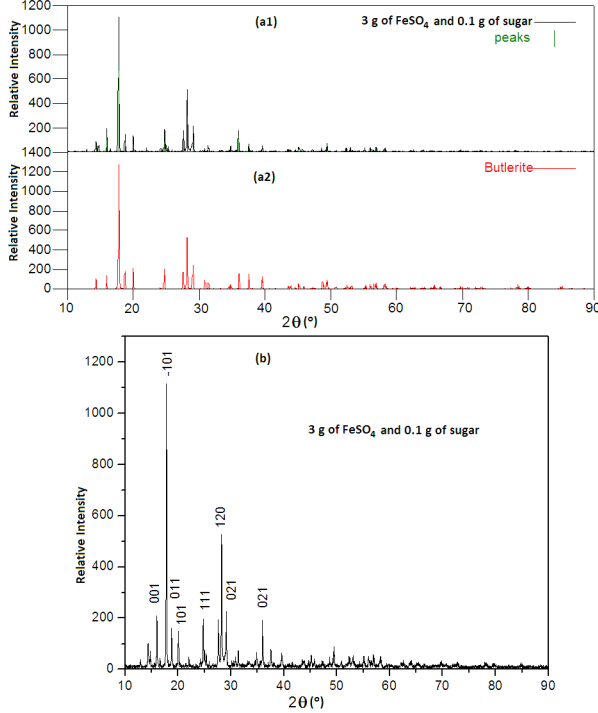 (a1)
3 g of FeSO₄ and 0.1 g of sugar
peaks
Relative Intensity
1200
1000
800
600
400
200
1400
(a2)
Butlerite
Relative Intensity
1200
1000
800
600
400
200
0
10 20 30 40 50 60 70 80 90
2θ(°)
(b)
3 g of FeSO₄ and 0.1 g of sugar
Relative Intensity
1200
1000
800
600
400
200
0
001
-101
011
101
111
120
021
021
10 20 30 40 50 60 70 80 90
2θ(°)